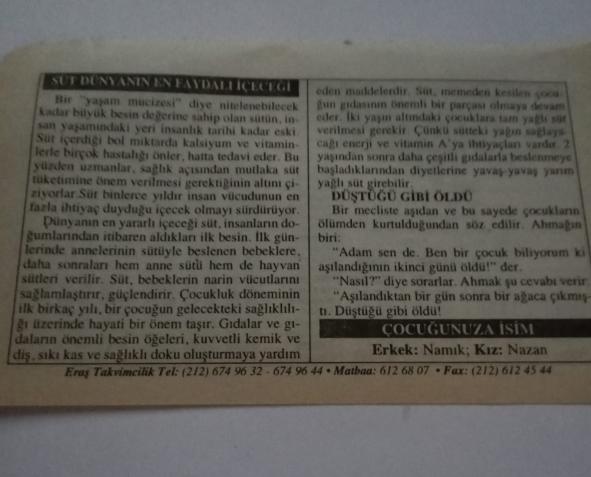 SÜT DÜNYANIN EN FAYDALI İÇECEĞİ
Bir "yaşam mücizesi" diye nitelenebilecek
kadar büyük besin değerine sahip olan sütün, in-
san yaşamındaki yeri insanlık tarihi kadar eski.
Süt içerdiği bol miktarda kalsiyum ve vitamin-
lerle birçok hastalığı önler, hatta tedavi eder. Bu
yüzden uzmanlar, sağlık açısından mutlaka süt
tüketimine önem verilmesi gerektiğinin altını çi-
ziyorlar.Süt binlerce yıldır insan vücudunun en
fazla ihtiyaç duyduğu içecek olmayı sürdürüyor.
Dünyanın en yararlı içeceği süt, insanların do-
ğumlarından itibaren aldıkları ilk besin. İlk gün-
lerinde annelerinin sütüyle beslenen bebeklere,
daha sonraları hem anne sütü hem de hayvan
sütleri verilir. Süt, bebeklerin narin vücutlarını
sağlamlaştırır, güçlendirir. Çocukluk döneminin
ilk birkaç yılı, bir çocuğun gelecekteki sağlıklılı-
ğı üzerinde hayati bir önem taşır. Gıdalar ve gı-
daların önemli besin öğeleri, kuvvetli kemik ve
diş, sıkı kas ve sağlıklı doku oluşturmaya yardım
eden maddelerdir. Süt, memeden kesilen çocu-
ğun gıdasının önemli bir parçası olmaya devam
eder. İki yaşın altındaki çocuklara tam yağlı süt
verilmesi gerekir. Çünkü sütteki yağın sağlaya-
cağı enerji ve vitamin A'ya ihtiyaçları vardır. 2
yaşından sonra daha çeşitli gıdalarla beslenmeye
başladıklarından diyetlerine yavaş-yavaş yarım
yağlı süt girebilir.
DÜŞTÜĞÜ GİBİ ÖLDÜ
Bir mecliste aşıdan ve bu sayede çocukların
ölümden kurtulduğundan söz edilir. Ahmağın
biri:
"Adam sen de. Ben bir çocuk biliyorum ki
aşılandığının ikinci günü öldü!" der.
"Nasıl?" diye sorarlar. Ahmak şu cevabı verir
"Aşılandıktan bir gün sonra bir ağaca çıkmış-
tı. Düştüğü gibi öldü!
ÇOCUĞUNUZA İSİM
Erkek: Namık; Kız: Nazan
Eraş Takvimcilik Tel: (212) 674 96 32 - 674 96 44 • Matbaa: 612 68 07 • Fax: (212) 612 45 44